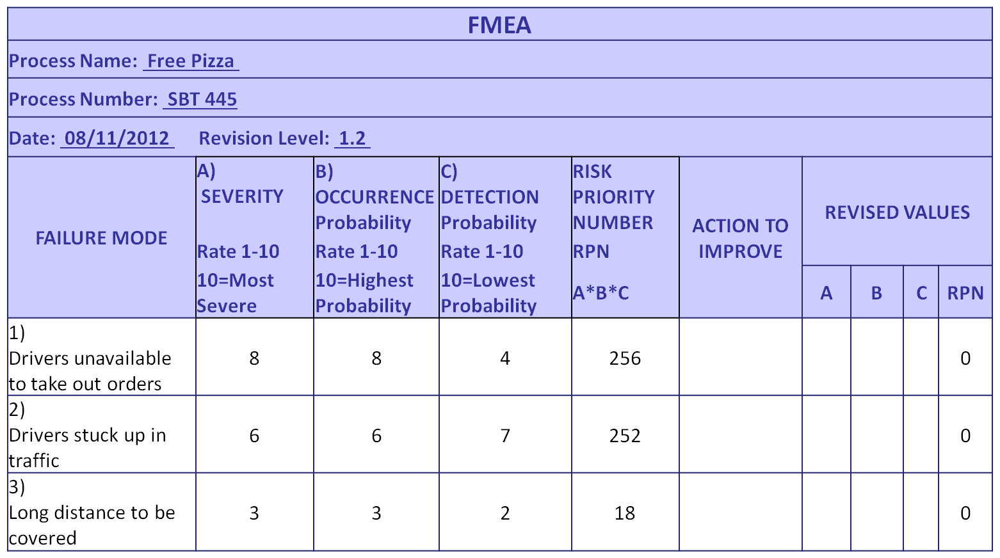 FMEA
Process Name: Free Pizza
Process Number: SBT 445
Date: 08/11/2012 Revision Level: 1.2
FAILURE MODE
A)
SEVERITY
Rate 1-10
10=Most
Severe
B)
OCCURRENCE
Probability
Rate 1-10
10=Highest
Probability
C)
DETECTION
Probability
Rate 1-10
10=Lowest
Probability
RISK
PRIORITY
NUMBER
RPN
A*B*C
ACTION TO
IMPROVE
REVISED VALUES
A B C RPN
1)
Drivers unavailable
to take out orders
8 8 4 256 0
2)
Drivers stuck up in
traffic
6 6 7 252 0
3)
Long distance to be
covered
3 3 2 18 0